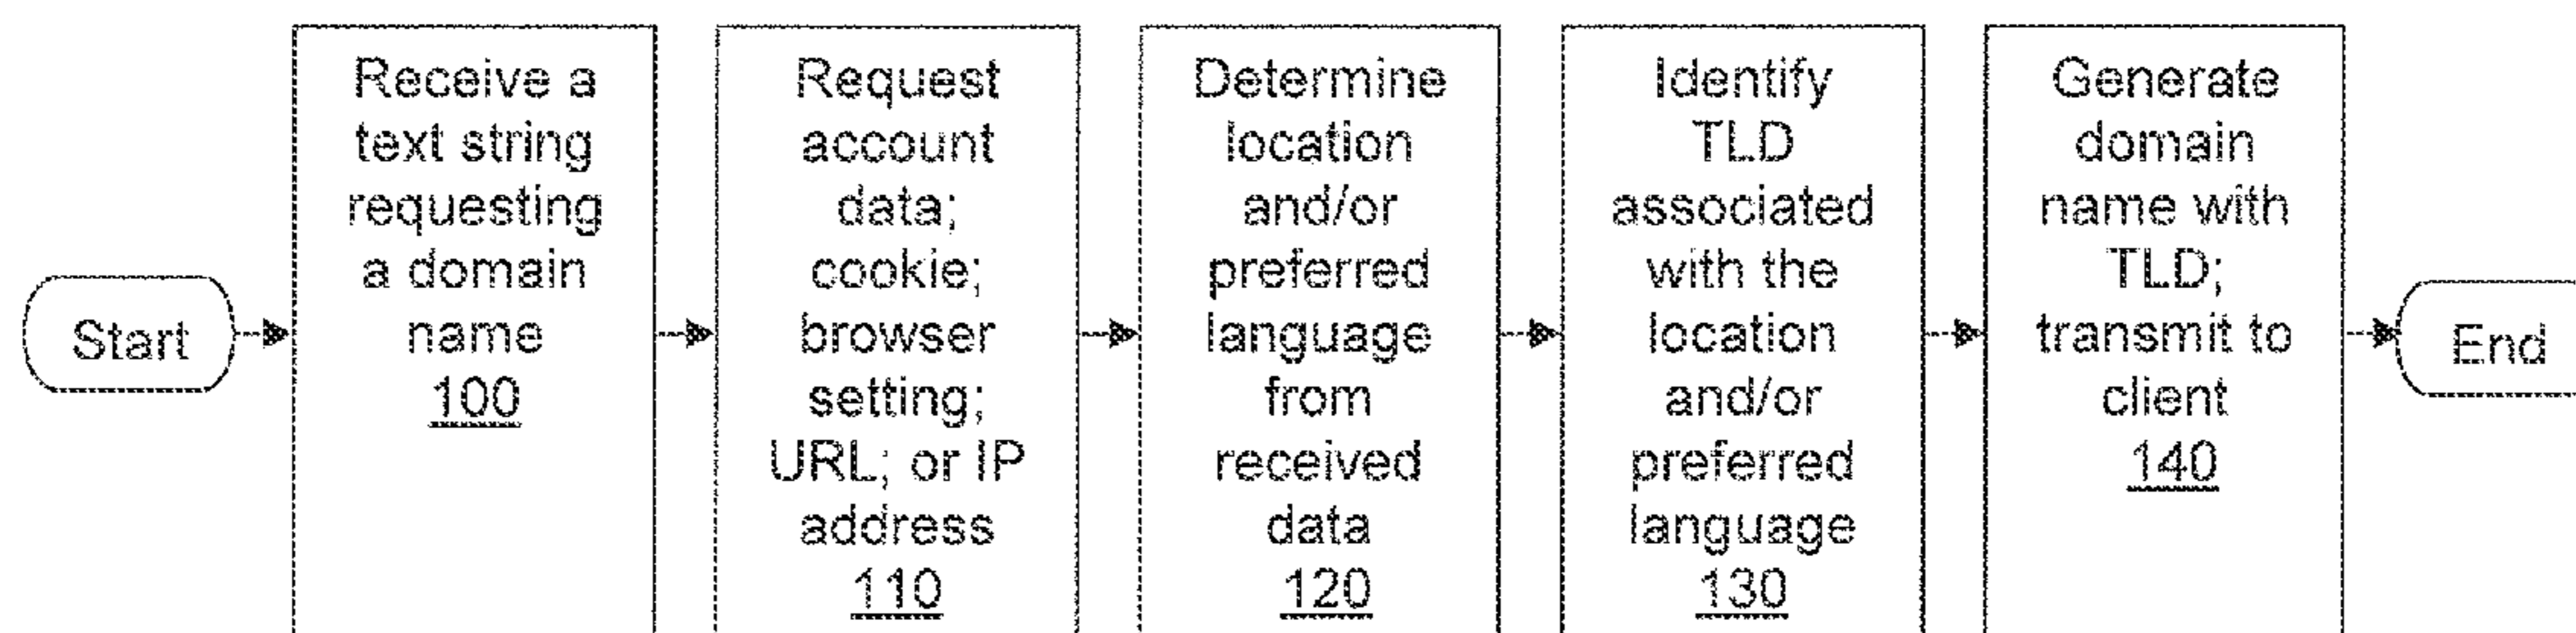 Start
Receive a
text string
requesting
a domain
name
100
Request
account
data;
cookie;
browser
setting;
URL; or IP
address
110
Determine
location
and/or
preferred
language
from
received
data
120
Identify
TLD
associated
with the
location
and/or
preferred
language
130
Generate
domain
name with
TLD;
transmit to
client
140
End